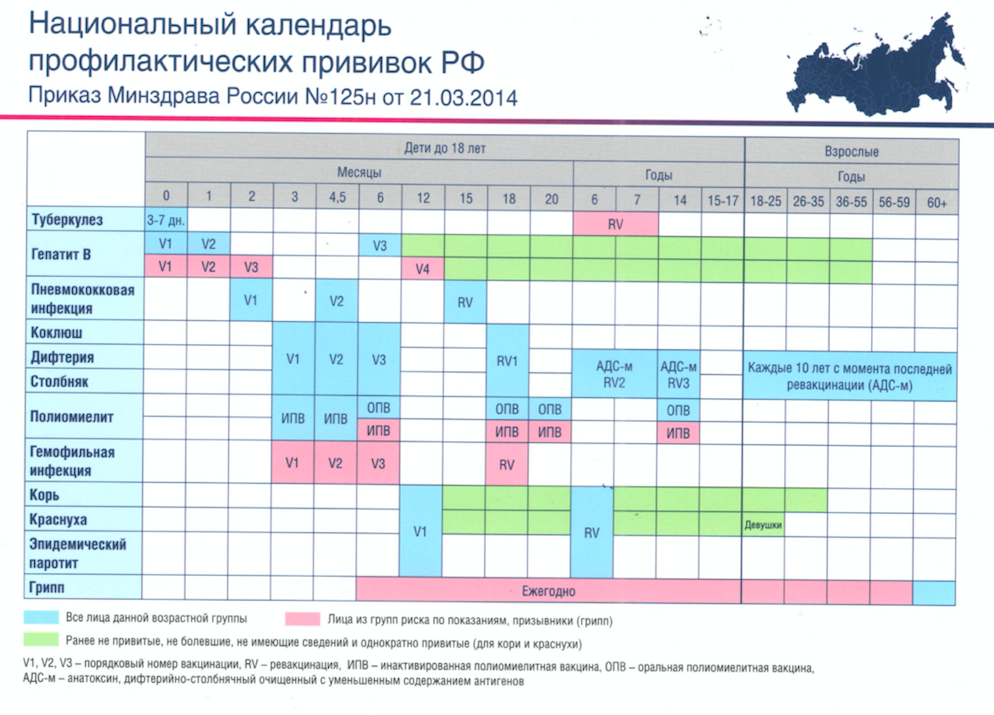 Национальный календарь
профилактических прививок РФ
Приказ Минздрава России №125н от 21.03.2014
Дети до 18 лет Взрослые
Месяцы Годы Годы
0 1 2 3 4,5 6 12 15 18 20 6 7 14 15-17 18-25 26-35 36-55 56-59 60+
Туберкулез 3-7 дн. RV
Гепатит В
V1 V2 V3
V1 V2 V3 V4
Пневмококковая
инфекция
V1 V2 RV
Коклюш
Дифтерия
Столбняк
V1 V2 V3 RV1
АДС-м
RV2
АДС-м
RV3
Каждые 10 лет с момента последней
ревакцинации (АДС-м)
Полиомиелит
ИПВ ИПВ ОПВ ОПВ ОПВ ОПВ
ИПВ ИПВ ИПВ ИПВ
Гемофильная
инфекция
V1 V2 V3 RV
Корь
Краснуха
Девушки
Эпидемический
паротит
V1 RV
Грипп Ежегодно
Все лица данной возрастной группы
Лица из групп риска по показаниям, призывники (грипп)
Ранее не привитые, не болевшие, не имеющие сведений и однократно привитые (для кори и краснухи)
V1, V2, V3 – порядковый номер вакцинации, RV – ревакцинация, ИПВ – инактивированная полиомиелитная вакцина, ОПВ – оральная полиомиелитная вакцина,
АДС-м – анатоксин, дифтерийно-столбнячный очищенный с уменьшенным содержанием антигенов